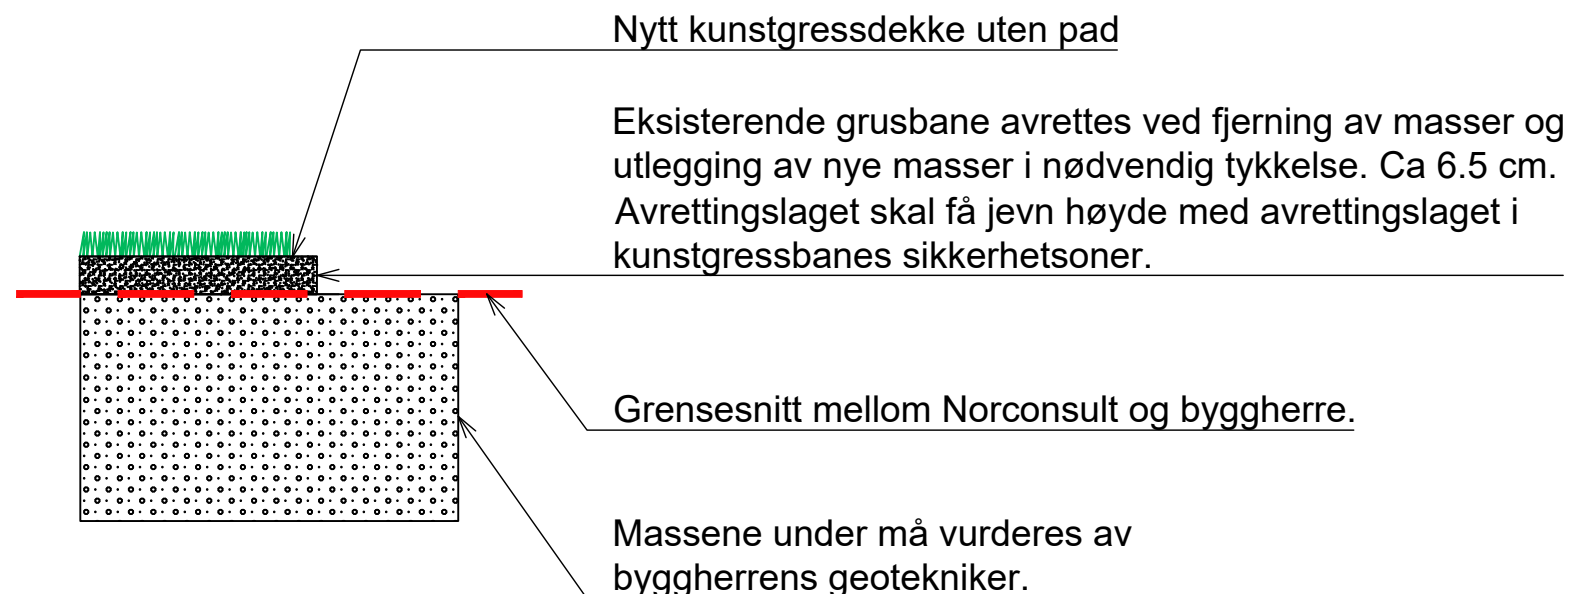 Nytt kunstgressdekke uten pad
Eksisterende grusbane avrettes ved fjerning av masser og
utlegging av nye masser i nødvendig tykkelse. Ca 6.5 cm.
Avrettingslaget skal få jevn høyde med avrettingslaget i
kunstgressbanes sikkerhetsoner.
Grensesnitt mellom Norconsult og byggherre.
Massene under må vurderes av
byggherrens geotekniker.